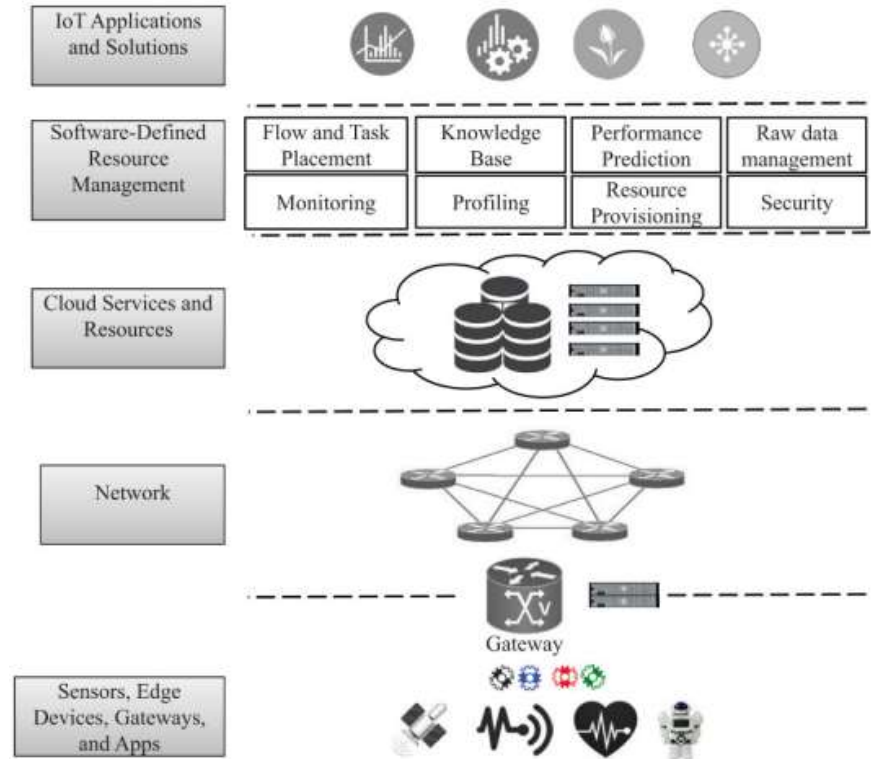 IoT Applications
and Solutions
Software-Defined
Resource
Management
Flow and Task
Placement
Knowledge
Base
Performance
Prediction
Raw data
management
Monitoring
Profiling
Resource
Provisioning
Security
Cloud Services and
Resources
Network
V
Gateway
Sensors, Edge
Devices, Gateways,
and Apps